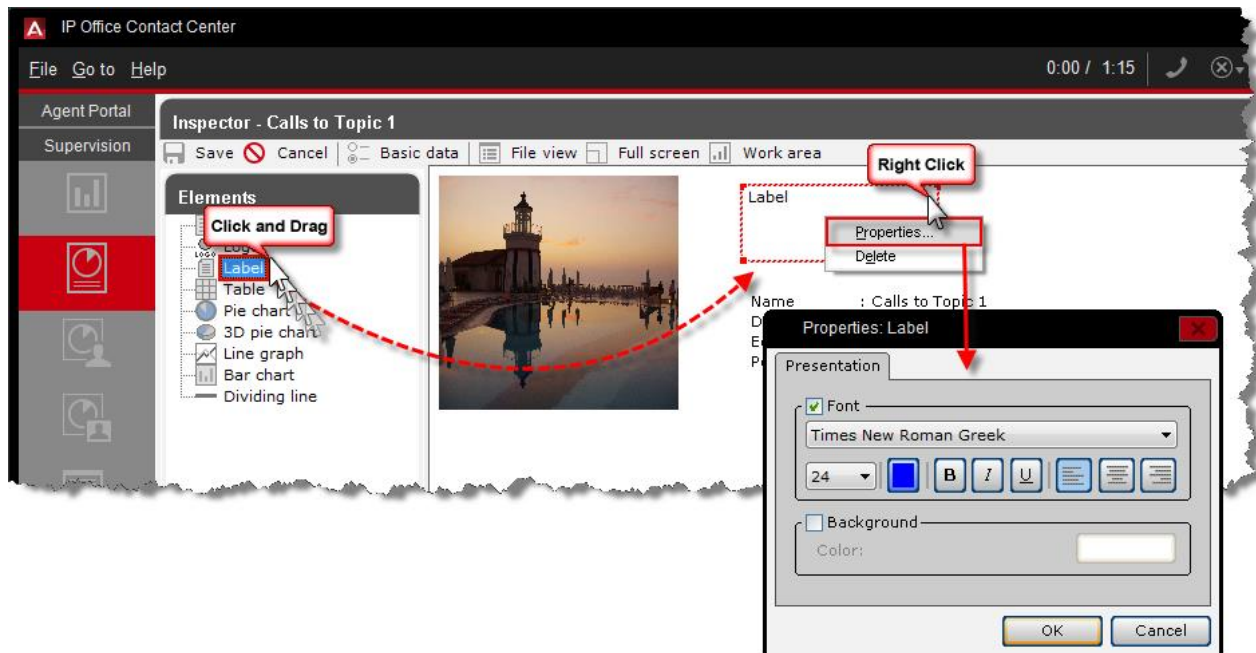 IP Office Contact Center
File Go to Help
0:00 / 1:15
Agent Portal
Supervision
Inspector - Calls to Topic 1
Save Cancel Basic data File view Full screen Work area
Right Click
Elements
Click and Drag
LOGO
Label
Table
Pie chart
3D pie chart
Line graph
Bar chart
Dividing line
Label
Properties...
Delete
Name : Calls to Topic 1
Properties: Label
Presentation
Font
Times New Roman Greek
24 B I U
Background
Color:
OK Cancel